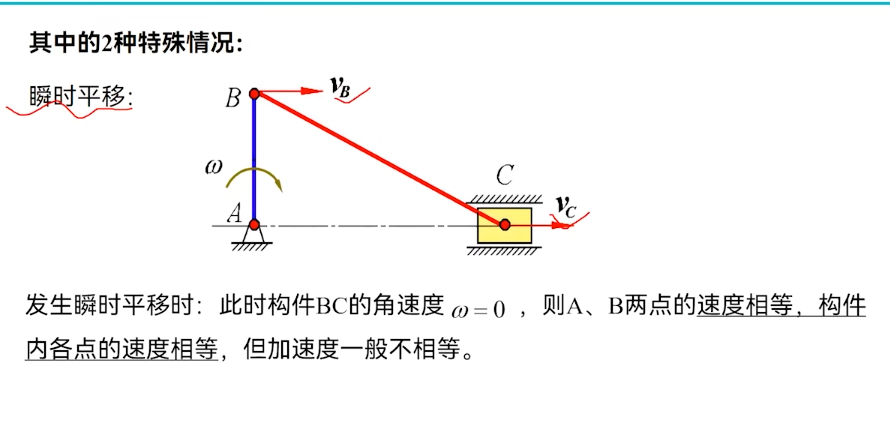 其中的2种特殊情况：
瞬时平移：
B
v_B
ω
C
A
v_C
发生瞬时平移时：此时构件BC的角速度 ω = 0 ，则A、B两点的速度相等，构件
内各点的速度相等，但加速度一般不相等。